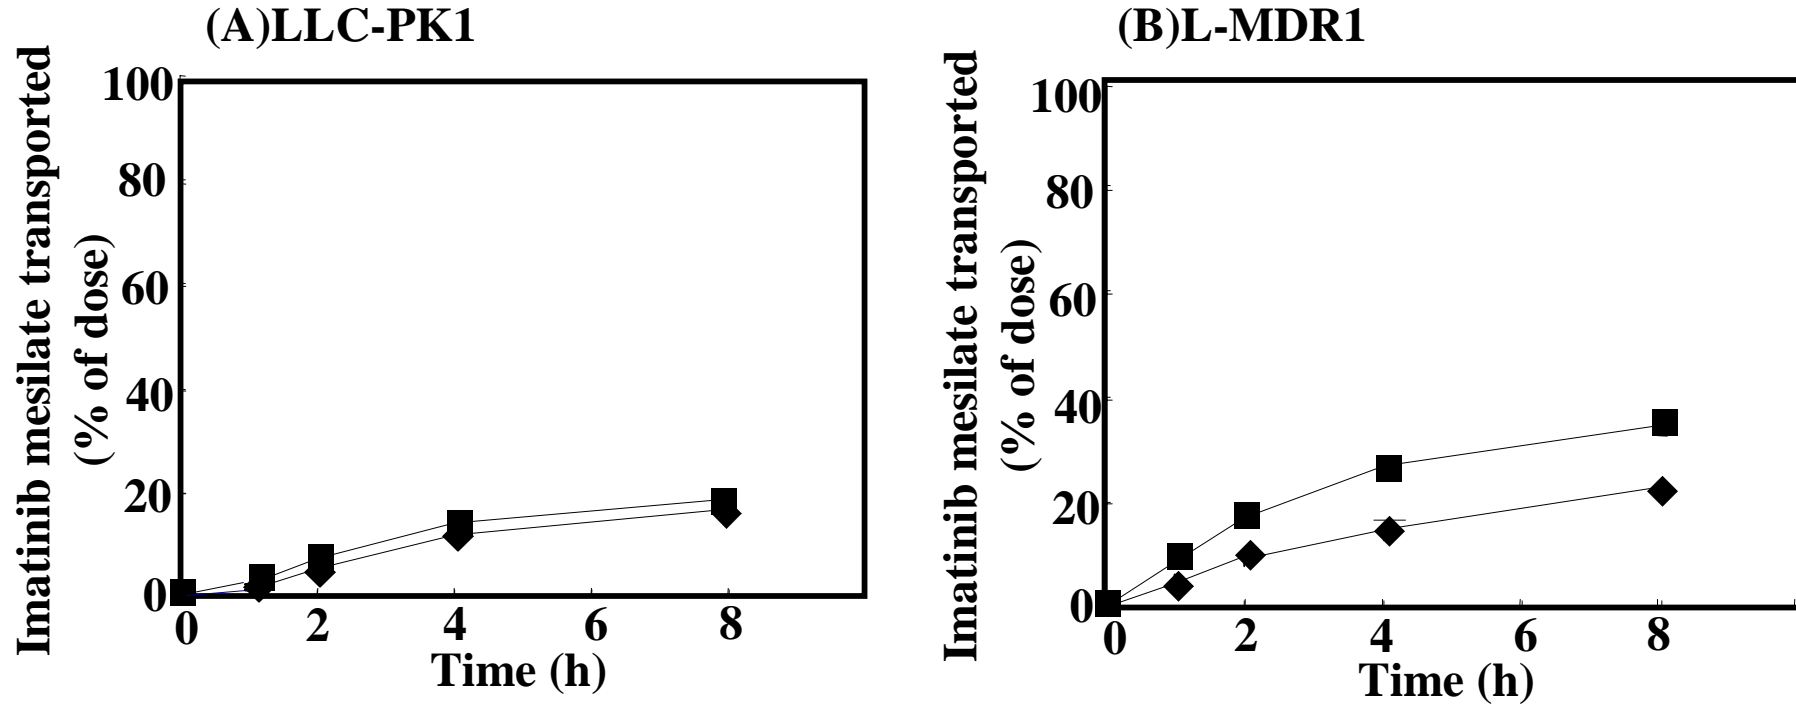 (A)LLC-PK1
Imatinib mesilate transported
(% of dose)
100
80
60
40
20
0
0 2 4 6 8
Time (h)
(B)L-MDR1
Imatinib mesilate transported
(% of dose)
100
80
60
40
20
0
0 2 4 6 8
Time (h)